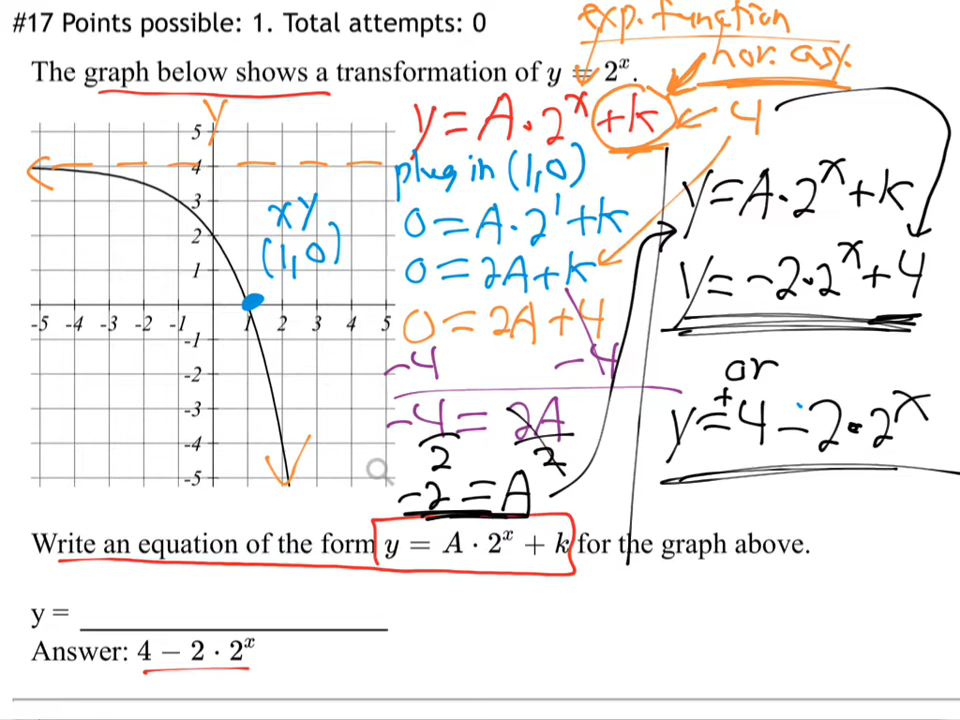 #17 Points possible: 1. Total attempts: 0
exp. function
The graph below shows a transformation of y = 2^x.
hor. asy.
y = A · 2^x + k ← 4
plug in (1,0)
0 = A · 2^1 + k
0 = 2A + k
0 = 2A + 4
-4 -4
-4 = 2A
2 2
-2 = A
y = A · 2^x + k
y = -2 · 2^x + 4
or
y = +4 - 2 · 2^x
y
5
4
3
2
1
x y
(1,0)
-5 -4 -3 -2 -1 1 2 3 4 5
-1
-2
-3
-4
-5
Write an equation of the form y = A · 2^x + k for the graph above.
y =
Answer: 4 − 2 · 2^x